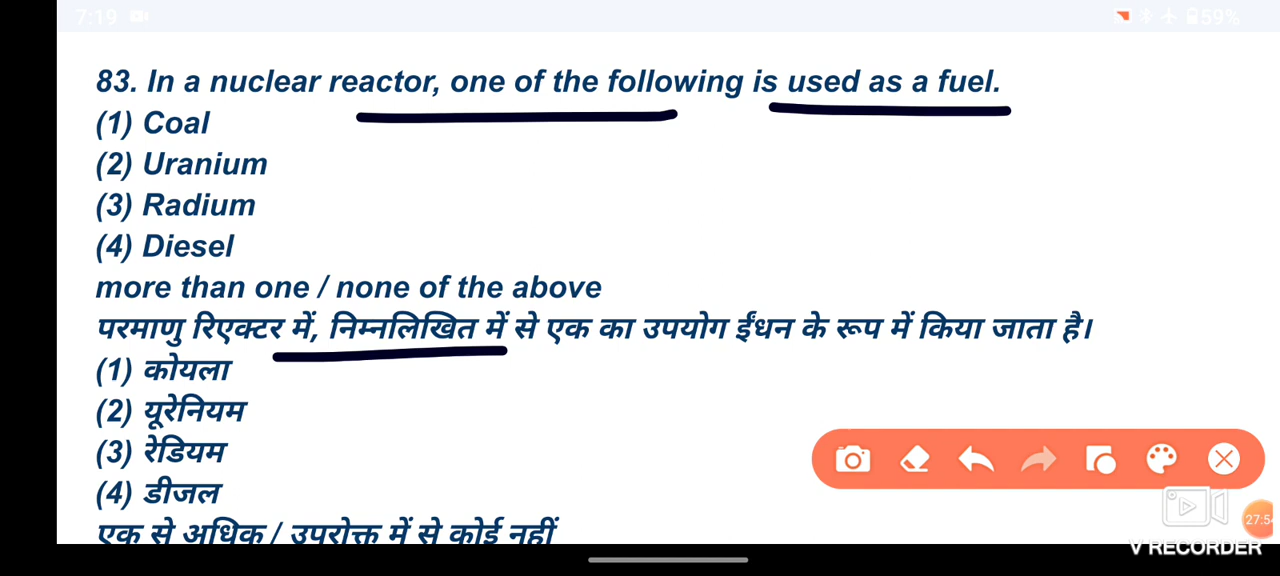 7:19
59%
83. In a nuclear reactor, one of the following is used as a fuel.
(1) Coal
(2) Uranium
(3) Radium
(4) Diesel
more than one / none of the above
परमाणु रिएक्टर में, निम्नलिखित में से एक का उपयोग ईंधन के रूप में किया जाता है।
(1) कोयला
(2) यूरेनियम
(3) रेडियम
(4) डीजल
एक से अधिक / उपरोक्त में से कोई नहीं
27:54
V RECORDER